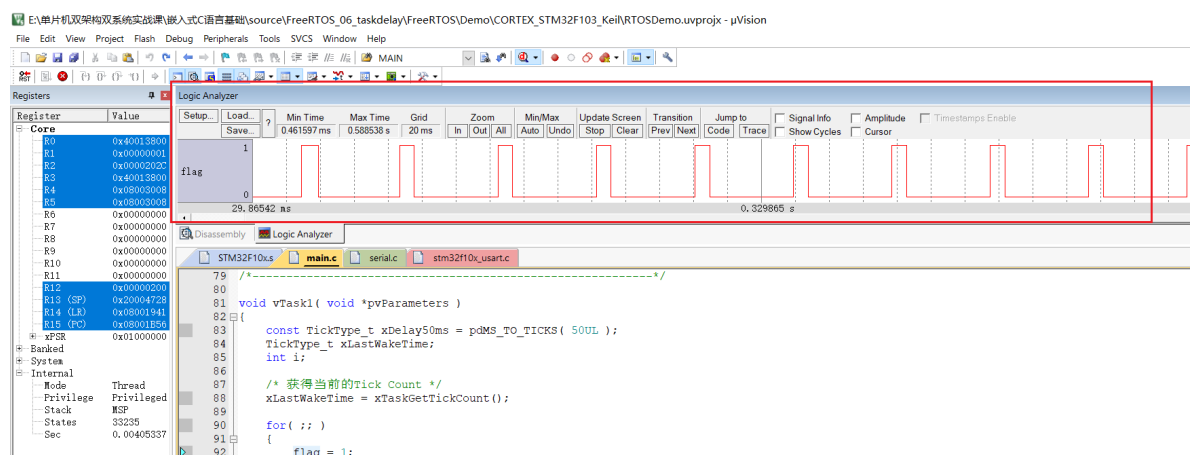 E:\单片机双架构双系统实战课\嵌入式C语言基础\source\FreeRTOS_06_taskdelay\FreeRTOS\Demo\CORTEX_STM32F103_Keil\RTOSDemo.uvprojx - µVision
File Edit View Project Flash Debug Peripherals Tools SVCS Window Help
MAIN
RST
Registers
Logic Analyzer
Register Value
Core
R0 0x40013800
R1 0x00000001
R2 0x0000202C
R3 0x40013800
R4 0x08003008
R5 0x08003008
R6 0x00000000
R7 0x00000000
R8 0x00000000
R9 0x00000000
R10 0x00000000
R11 0x00000000
R12 0x00000200
R13 (SP) 0x20004728
R14 (LR) 0x08001941
R15 (PC) 0x08001B56
xPSR 0x01000000
Banked
System
Internal
Mode Thread
Privilege Privileged
Stack MSP
States 33235
Sec 0.00405337
Setup... Load... ? Min Time Max Time Grid Zoom Min/Max Update Screen Transition Jump to Signal Info Amplitude Timestemps Enable
Save... 0.461597 ms 0.588538 s 20 ms In Out All Auto Undo Stop Clear Prev Next Code Trace Show Cycles Cursor
1
flag
0
29.86542 ms 0.329865 s
Disassembly Logic Analyzer
STM32F10x.s main.c serial.c stm32f10x_usart.c
79 /*-----------------------------------------------------------*/
80
81 void vTask1( void *pvParameters )
82 {
83 const TickType_t xDelay50ms = pdMS_TO_TICKS( 50UL );
84 TickType_t xLastWakeTime;
85 int i;
86
87 /* 获得当前的Tick Count */
88 xLastWakeTime = xTaskGetTickCount();
89
90 for( ;; )
91 {
92 flag = 1;